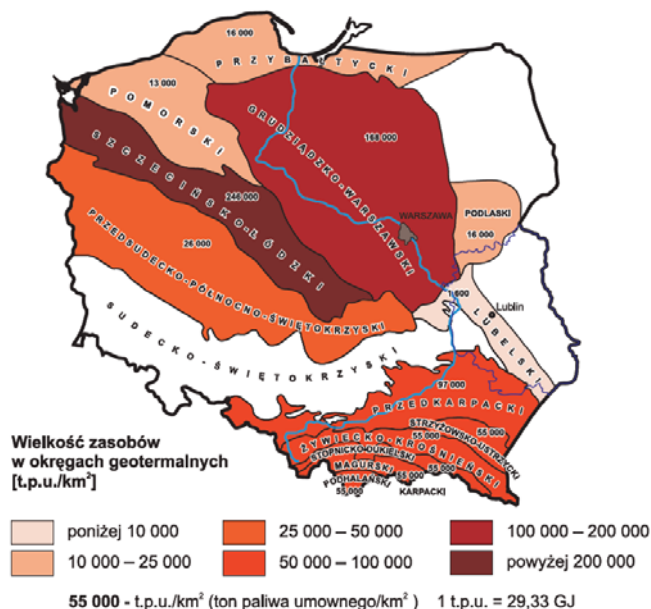 16 000
PRZYBAŁTYCKI
13 000
POMORSKI
GRUDZIĄDZKO-WARSZAWSKI
168 000
SZCZECIŃSKO-ŁÓDZKI
246 000
WARSZAWA
PODLASKI
16 000
26 000
PRZEDSUDECKO-PÓŁNOCNO-ŚWIĘTOKRZYSKI
Lublin
LUBELSKI
SUDECKO-ŚWIĘTOKRZYSKI
97 000
PRZEDKARPACKI
STRZYŻOWSKO-USTRZYCKI
55 000
55 000
ŻYWIECKO-KROŚNIEŃSKI
STOPNICKO-DUKIELSKI
55 000
MAGURSKI
55 000
55 000
PODHALAŃSKI
55 000
KARPACKI
Wielkość zasobów
w okręgach geotermalnych
[t.p.u./km²]
poniżej 10 000
25 000 – 50 000
100 000 – 200 000
10 000 – 25 000
50 000 – 100 000
powyżej 200 000
55 000 - t.p.u./km² (ton paliwa umownego/km² ) 1 t.p.u. = 29,33 GJ